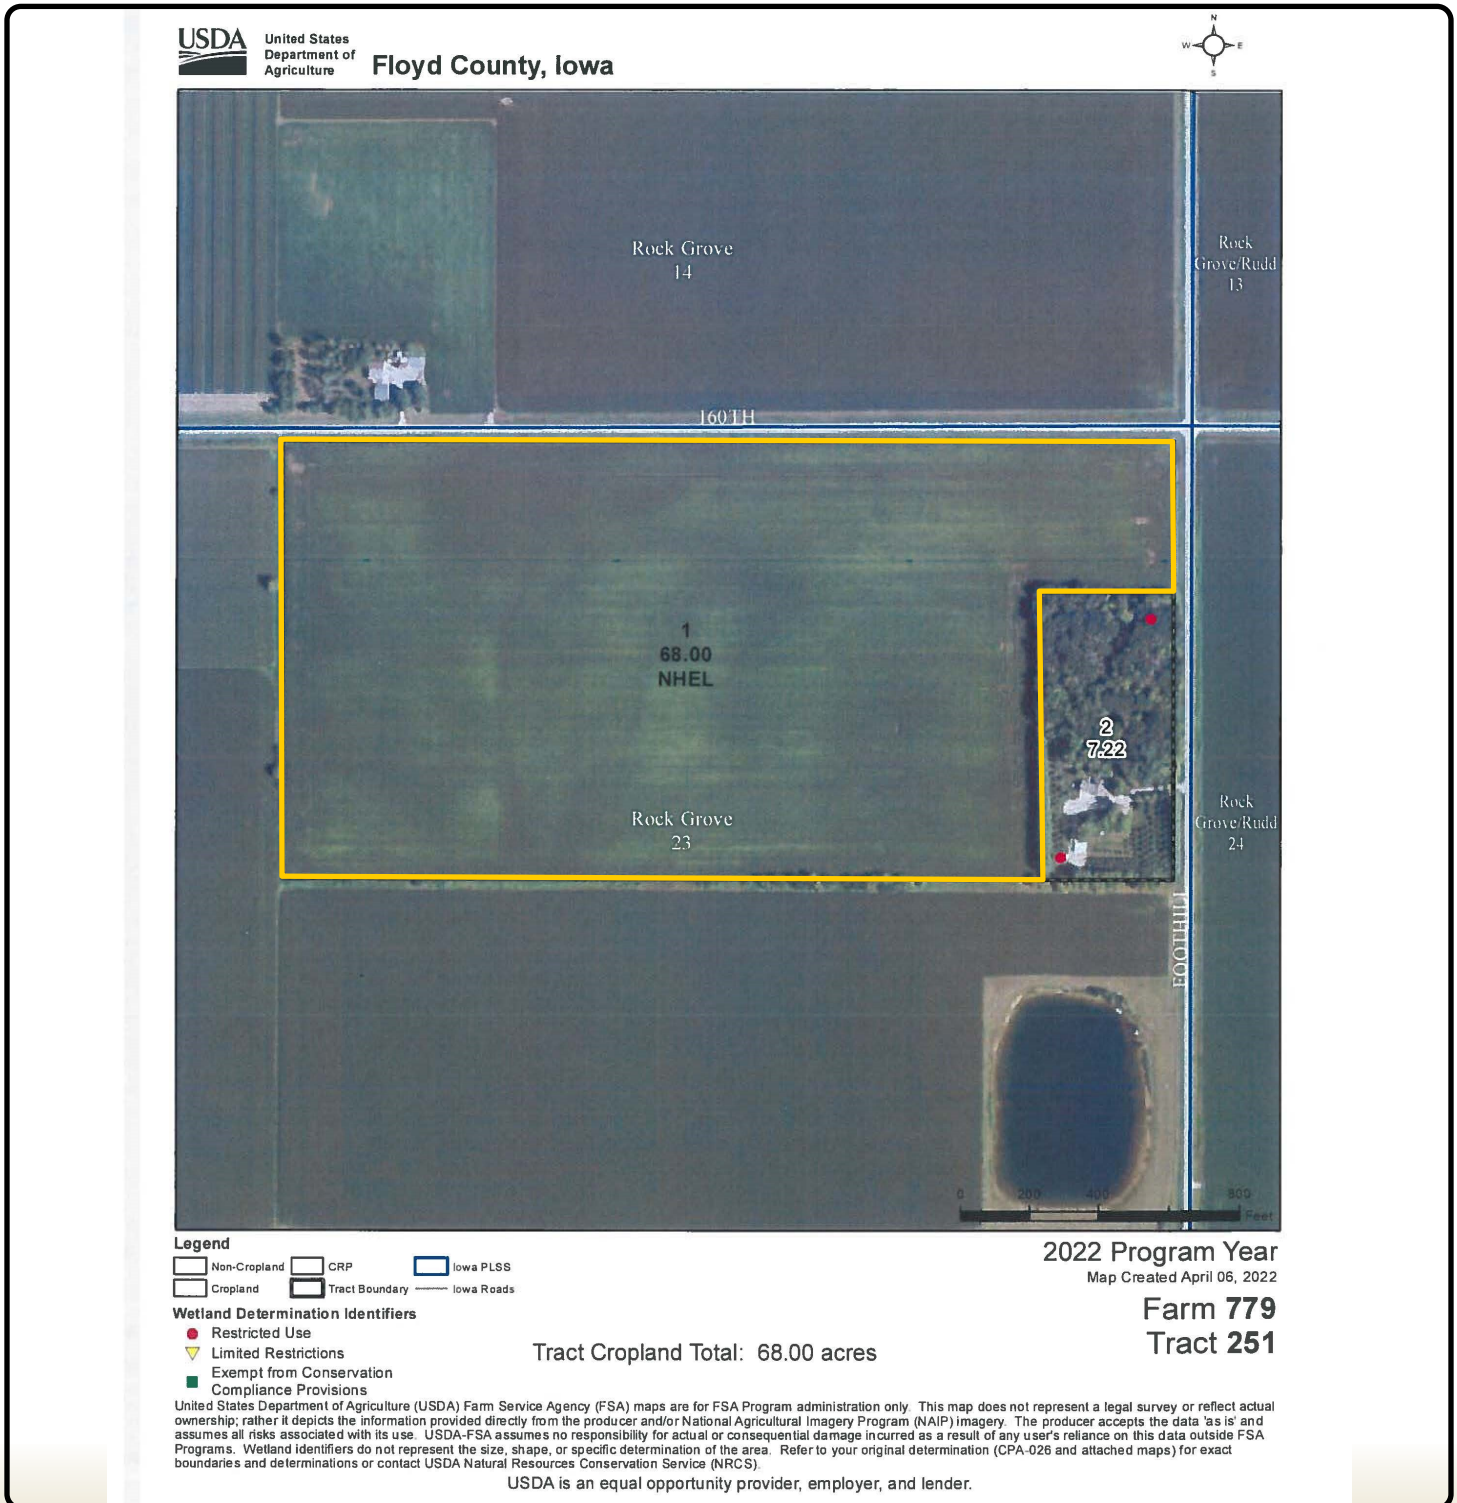 USDA
United States
Department of
Agriculture
Floyd County, Iowa
N
W E
S
Rock Grove
14
Rock
Grove/Rudd
13
160TH
1
68.00
NHEL
2
7.22
Rock Grove
23
Rock
Grove/Rudd
24
FOOTHILL
0 200 400 800
Feet
Legend
Non-Cropland CRP Iowa PLSS
Cropland Tract Boundary Iowa Roads
Wetland Determination Identifiers
Restricted Use
Limited Restrictions
Exempt from Conservation
Compliance Provisions
Tract Cropland Total: 68.00 acres
2022 Program Year
Map Created April 06, 2022
Farm 779
Tract 251
United States Department of Agriculture (USDA) Farm Service Agency (FSA) maps are for FSA Program administration only. This map does not represent a legal survey or reflect actual
ownership; rather it depicts the information provided directly from the producer and/or National Agricultural Imagery Program (NAIP) imagery. The producer accepts the data 'as is' and
assumes all risks associated with its use. USDA-FSA assumes no responsibility for actual or consequential damage incurred as a result of any user's reliance on this data outside FSA
Programs. Wetland identifiers do not represent the size, shape, or specific determination of the area. Refer to your original determination (CPA-026 and attached maps) for exact
boundaries and determinations or contact USDA Natural Resources Conservation Service (NRCS).
USDA is an equal opportunity provider, employer, and lender.